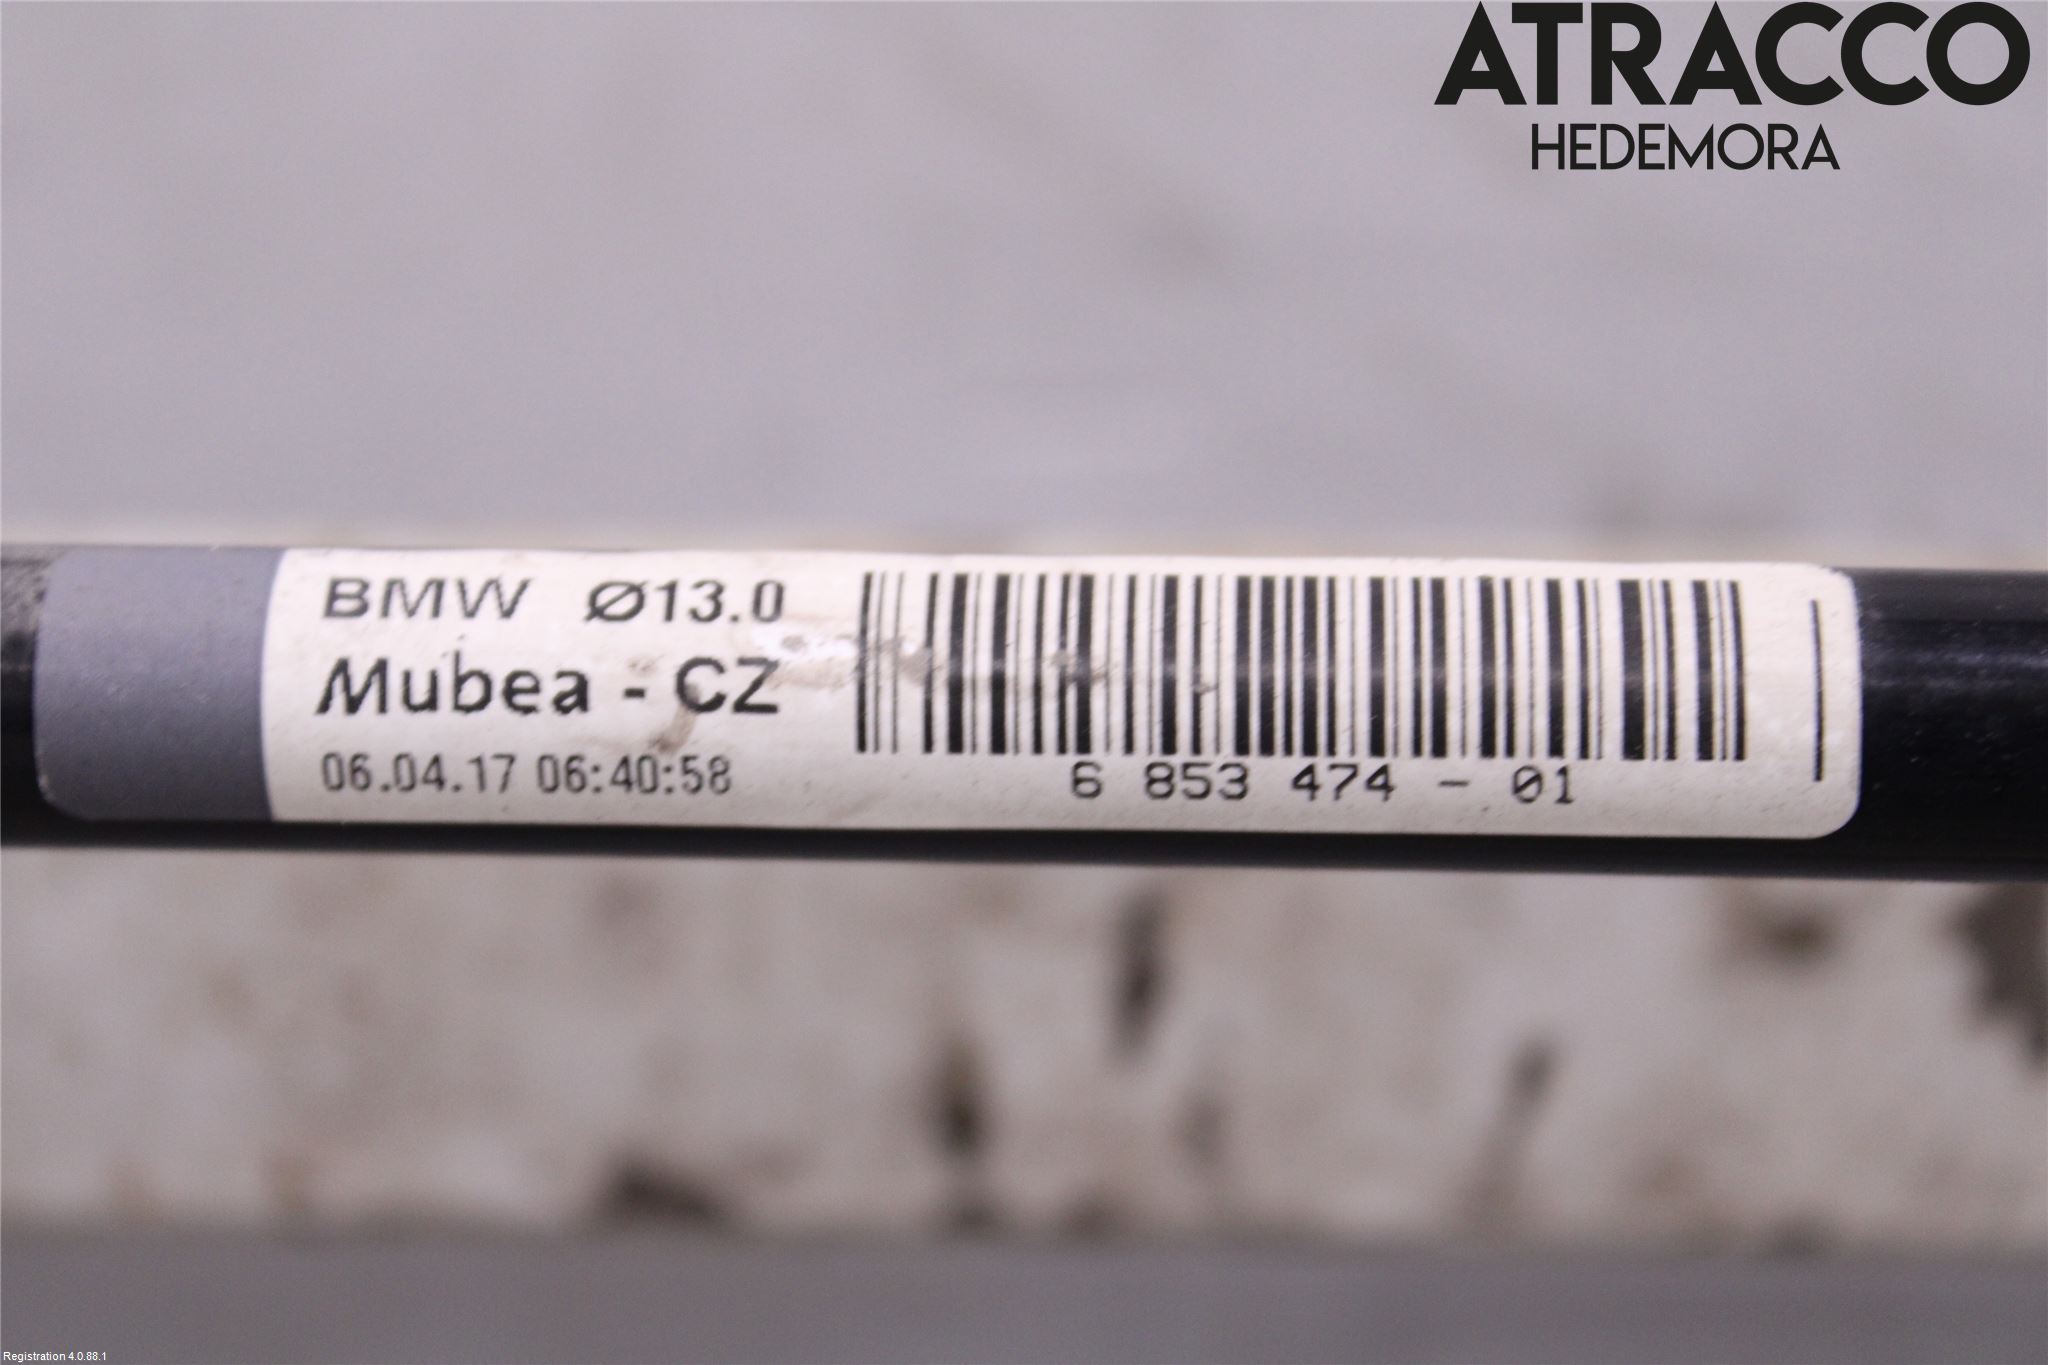 ATRACCO
HEDEMORA
BMW Ø13.0
Mubea - CZ
06.04.17 06:40:58
6 853 474 - 01
Registration 4.0.88.1